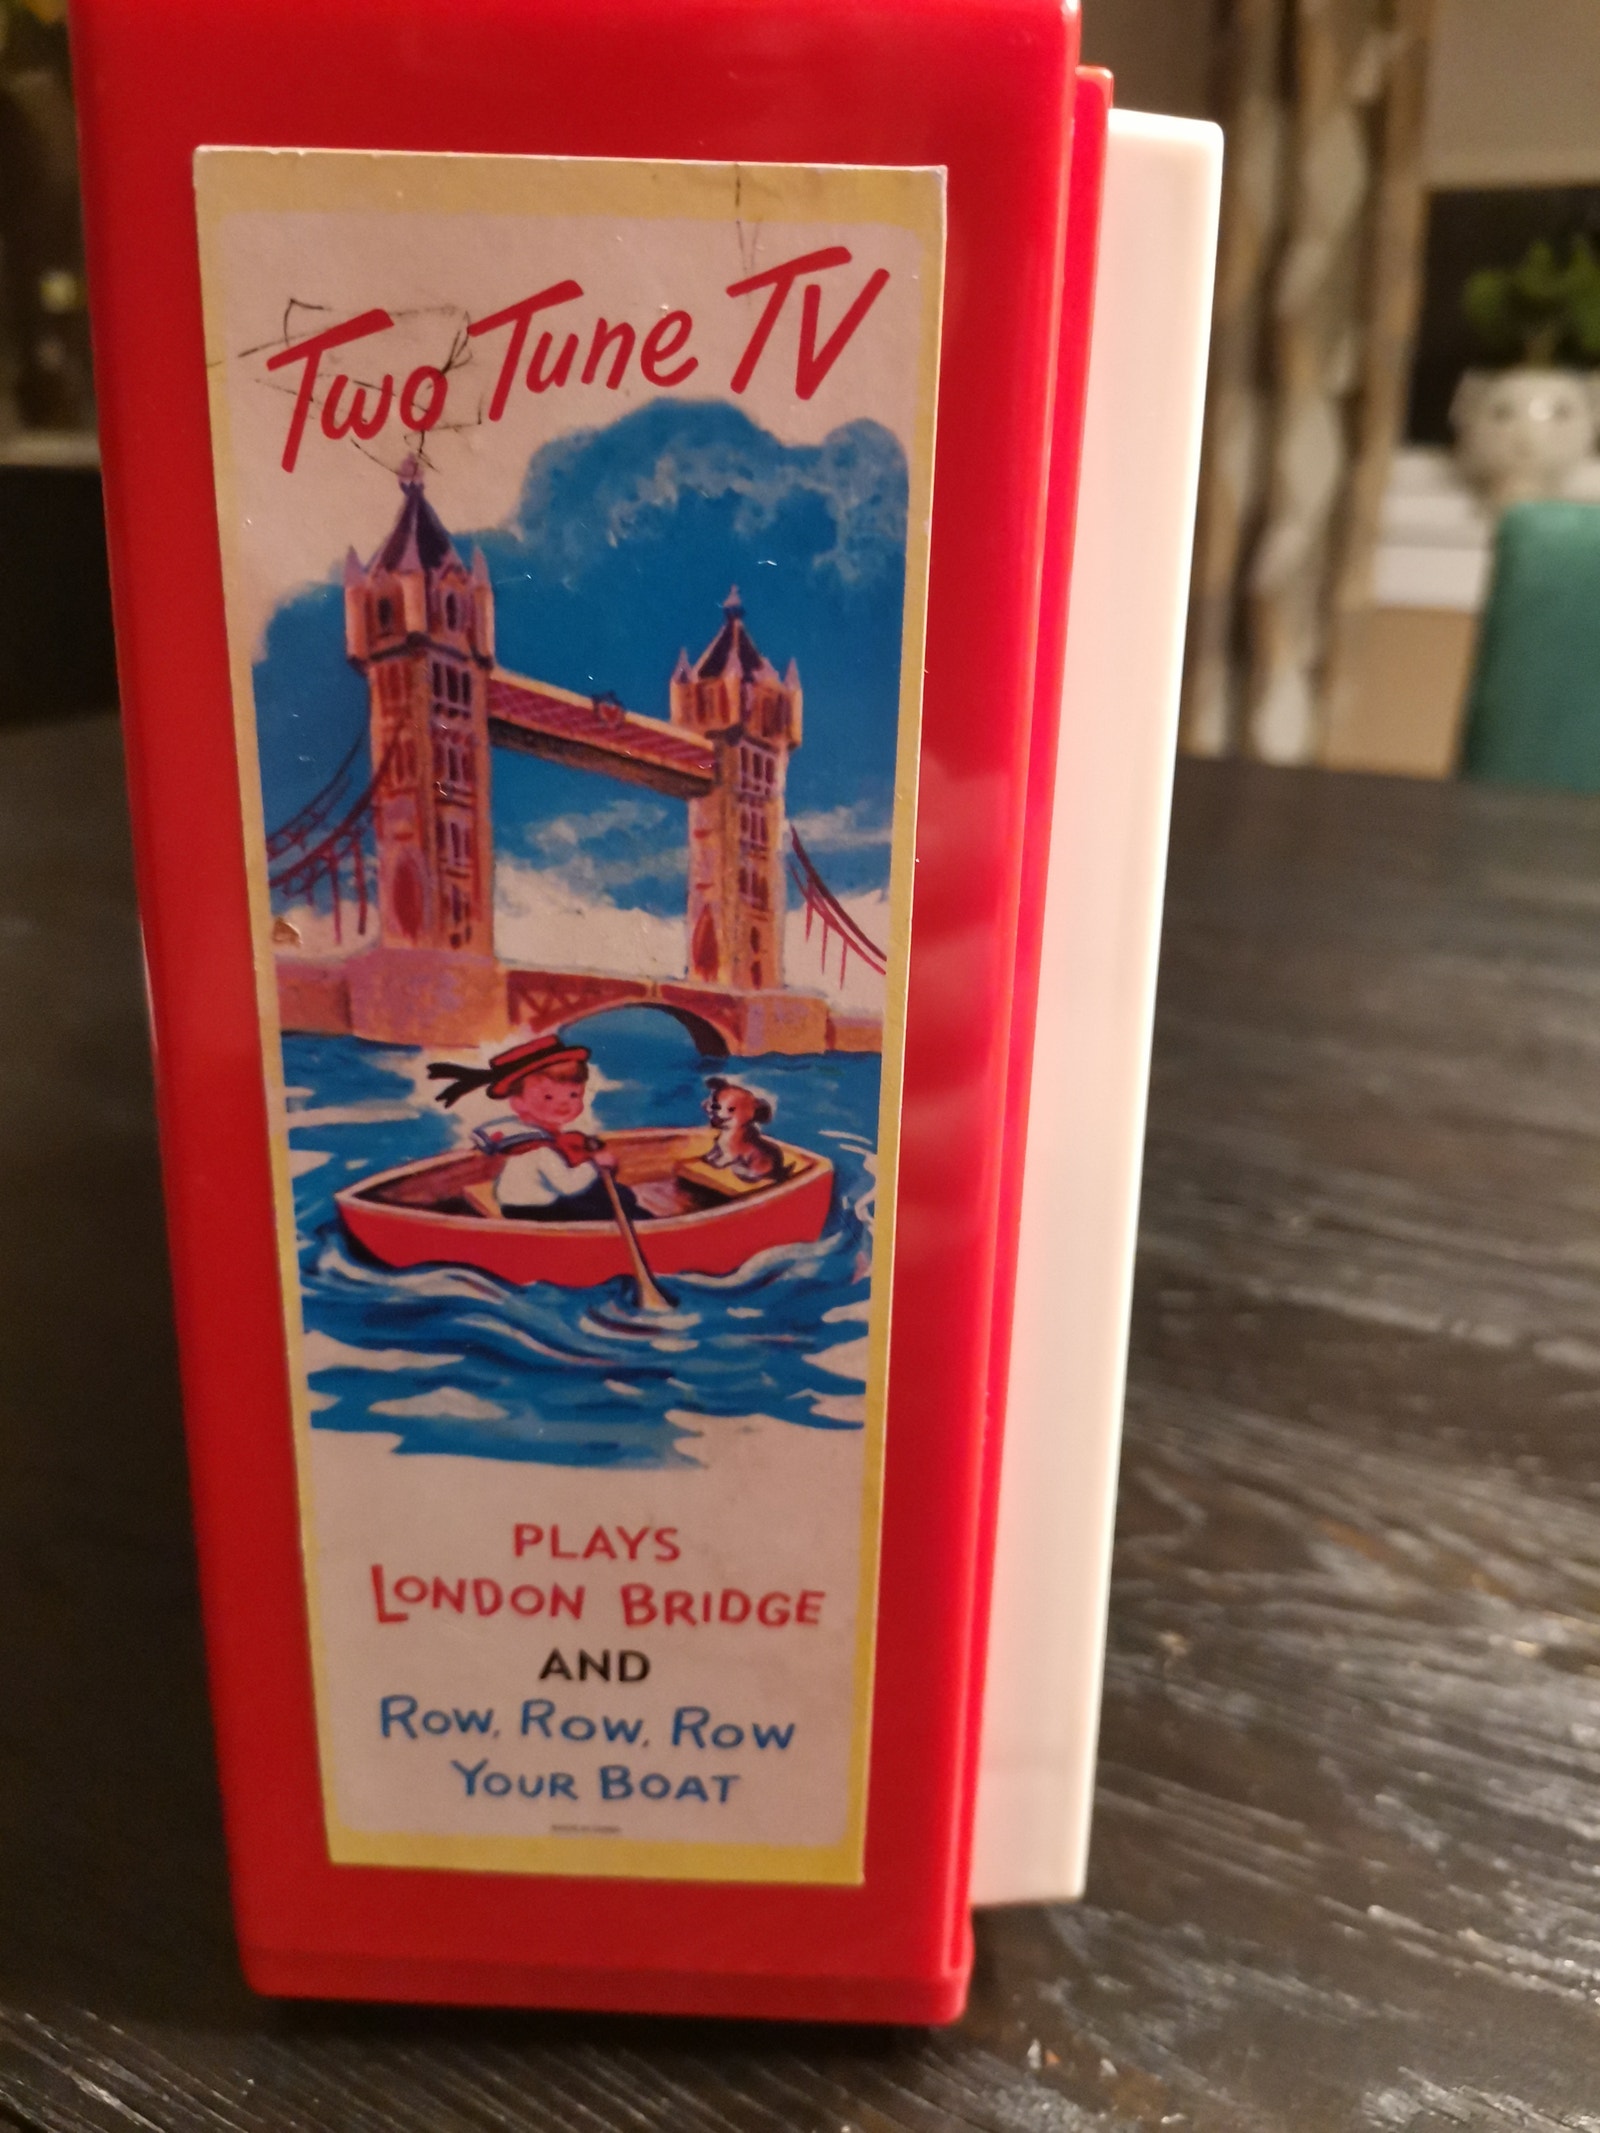 Two Tune TV
PLAYS
LONDON BRIDGE
AND
ROW, ROW, ROW
YOUR BOAT